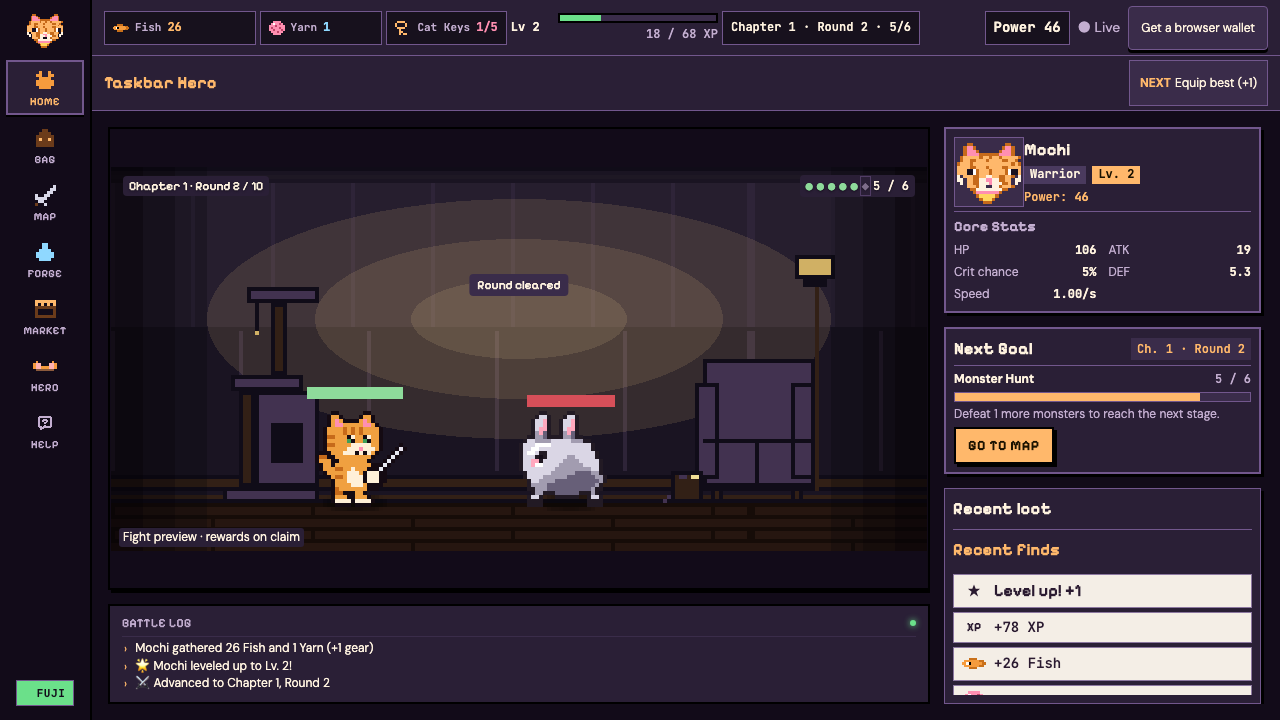 Fish 26
Yarn 1
Cat Keys 1/5
Lv 2
18 / 68 XP
Chapter 1 · Round 2 · 5/6
Power 46
Live
Get a browser wallet
Taskbar Hero
NEXT Equip best (+1)
HOME
BAG
MAP
FORGE
MARKET
HERO
HELP
FUJI
Chapter 1 · Round 2 / 10
5 / 6
Round cleared
Fight preview · rewards on claim
BATTLE LOG
› Mochi gathered 26 Fish and 1 Yarn (+1 gear)
› 🌟 Mochi leveled up to Lv. 2!
› ⚔️ Advanced to Chapter 1, Round 2
Mochi
Warrior Lv. 2
Power: 46
Core Stats
HP 106 ATK 19
Crit chance 5% DEF 5.3
Speed 1.00/s
Next Goal
Ch. 1 · Round 2
Monster Hunt 5 / 6
Defeat 1 more monsters to reach the next stage.
GO TO MAP
Recent loot
Recent Finds
★ Level up! +1
XP +78 XP
+26 Fish